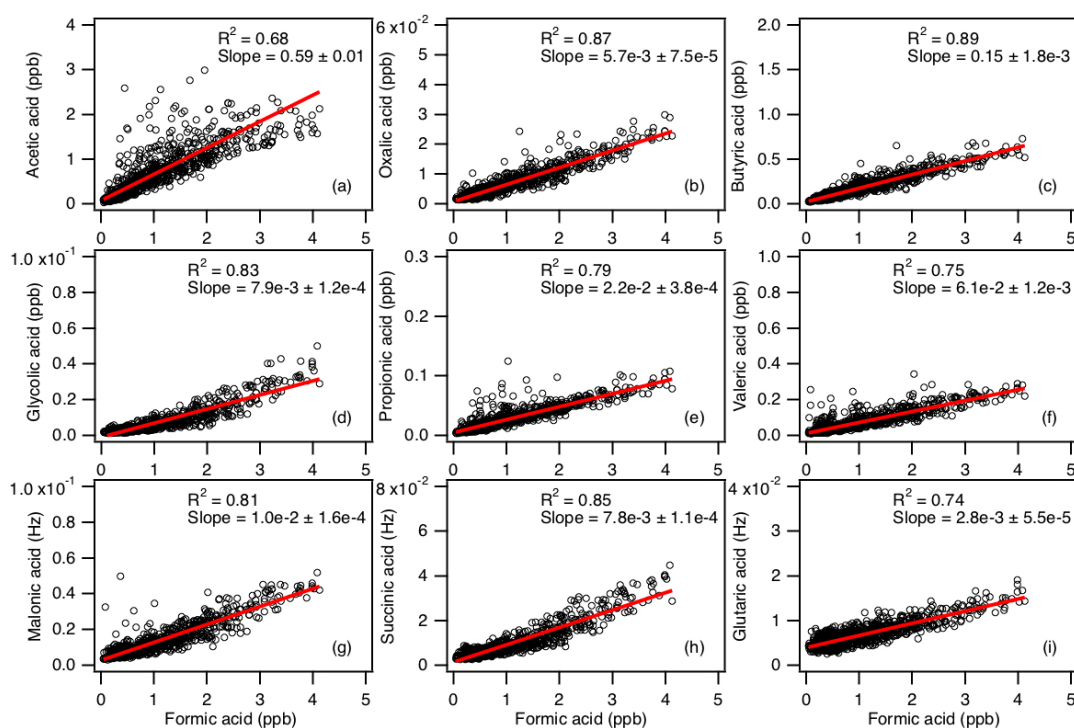 4
3
2
1
0
Acetic acid (ppb)
R² = 0.68
Slope = 0.59 ± 0.01
(a)
0 1 2 3 4 5
6 x10⁻²
5
4
3
2
1
0
Oxalic acid (ppb)
R² = 0.87
Slope = 5.7e-3 ± 7.5e-5
(b)
0 1 2 3 4 5
2.0
1.5
1.0
0.5
0.0
Butyric acid (ppb)
R² = 0.89
Slope = 0.15 ± 1.8e-3
(c)
0 1 2 3 4 5
1.0 x10⁻¹
0.8
0.6
0.4
0.2
0.0
Glycolic acid (ppb)
R² = 0.83
Slope = 7.9e-3 ± 1.2e-4
(d)
0 1 2 3 4 5
0.3
0.2
0.1
0.0
Propionic acid (ppb)
R² = 0.79
Slope = 2.2e-2 ± 3.8e-4
(e)
0 1 2 3 4 5
1.0
0.8
0.6
0.4
0.2
0.0
Valeric acid (ppb)
R² = 0.75
Slope = 6.1e-2 ± 1.2e-3
(f)
0 1 2 3 4 5
1.0 x10⁻¹
0.8
0.6
0.4
0.2
0.0
Malonic acid (Hz)
R² = 0.81
Slope = 1.0e-2 ± 1.6e-4
(g)
0 1 2 3 4 5
Formic acid (ppb)
8 x10⁻²
6
4
2
0
Succinic acid (Hz)
R² = 0.85
Slope = 7.8e-3 ± 1.1e-4
(h)
0 1 2 3 4 5
Formic acid (ppb)
4 x10⁻²
3
2
1
0
Glutaric acid (Hz)
R² = 0.74
Slope = 2.8e-3 ± 5.5e-5
(i)
0 1 2 3 4 5
Formic acid (ppb)